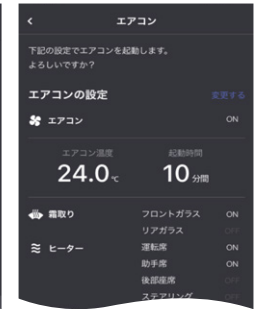 エアコン
下記の設定でエアコンを起動します。
よろしいですか?
エアコンの設定 変更する
エアコン ON
エアコン温度 起動時間
24.0℃ 10分間
霜取り フロントガラス ON
リアガラス OFF
ヒーター 運転席 ON
助手席 ON
後部座席 OFF
ステアリング OFF